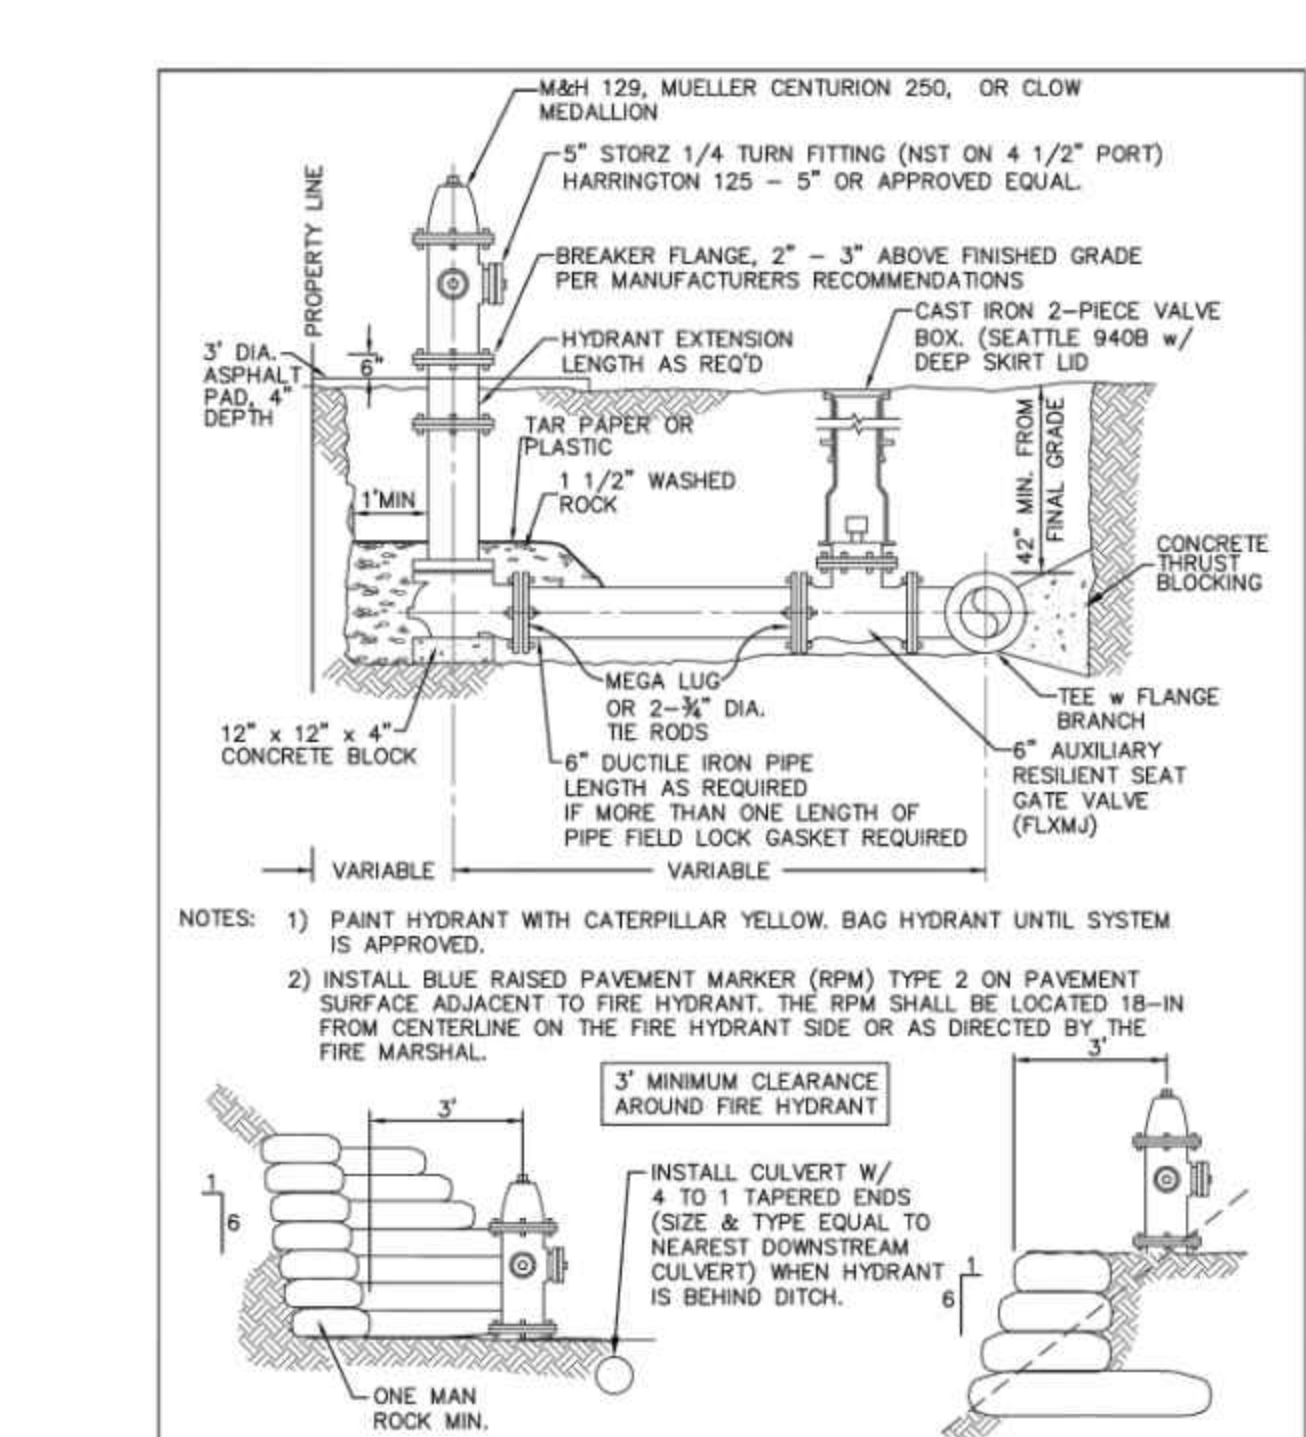 M&H 129, MUELLER CENTURION 250, OR CLOW
MEDALLION
5" STORZ 1/4 TURN FITTING (NST ON 4 1/2" PORT)
HARRINGTON 125 - 5" OR APPROVED EQUAL.
PROPERTY LINE
BREAKER FLANGE, 2" - 3" ABOVE FINISHED GRADE
PER MANUFACTURERS RECOMMENDATIONS
CAST IRON 2-PIECE VALVE
BOX. (SEATTLE 940B w/
DEEP SKIRT LID
HYDRANT EXTENSION
LENGTH AS REQ'D
3' DIA.
ASPHALT
PAD, 4"
DEPTH
6"
TAR PAPER OR
PLASTIC
1 1/2" WASHED
ROCK
1'MIN
42" MIN. FROM
FINAL GRADE
CONCRETE
THRUST
BLOCKING
MEGA LUG
OR 2-¾" DIA.
TIE RODS
TEE w FLANGE
BRANCH
12" x 12" x 4"
CONCRETE BLOCK
6" DUCTILE IRON PIPE
LENGTH AS REQUIRED
IF MORE THAN ONE LENGTH OF
PIPE FIELD LOCK GASKET REQUIRED
6" AUXILIARY
RESILIENT SEAT
GATE VALVE
(FLXMJ)
VARIABLE
VARIABLE
NOTES: 1) PAINT HYDRANT WITH CATERPILLAR YELLOW. BAG HYDRANT UNTIL SYSTEM
IS APPROVED.
2) INSTALL BLUE RAISED PAVEMENT MARKER (RPM) TYPE 2 ON PAVEMENT
SURFACE ADJACENT TO FIRE HYDRANT. THE RPM SHALL BE LOCATED 18-IN
FROM CENTERLINE ON THE FIRE HYDRANT SIDE OR AS DIRECTED BY THE
FIRE MARSHAL.
3'
3' MINIMUM CLEARANCE
AROUND FIRE HYDRANT
3'
1
6
INSTALL CULVERT W/
4 TO 1 TAPERED ENDS
(SIZE & TYPE EQUAL TO
NEAREST DOWNSTREAM
CULVERT) WHEN HYDRANT
IS BEHIND DITCH.
1
6
ONE MAN
ROCK MIN.